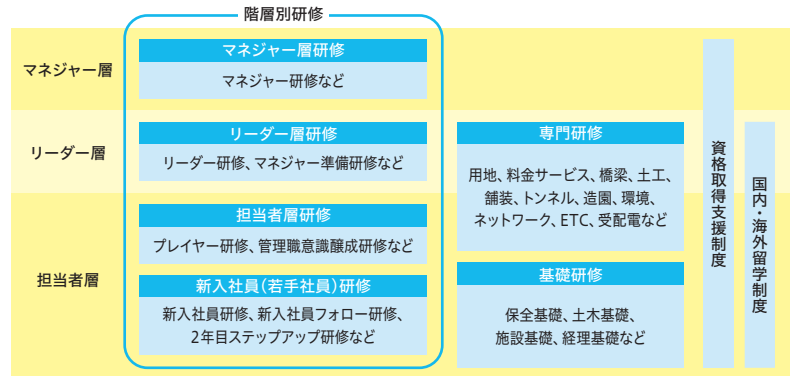 階層別研修
マネジャー層
マネジャー層研修
マネジャー研修など
リーダー層
リーダー層研修
リーダー研修、マネジャー準備研修など
担当者層
担当者層研修
プレイヤー研修、管理職意識醸成研修など
新入社員(若手社員)研修
新入社員研修、新入社員フォロー研修、
2年目ステップアップ研修など
専門研修
用地、料金サービス、橋梁、土工、
舗装、トンネル、造園、環境、
ネットワーク、ETC、受配電など
基礎研修
保全基礎、土木基礎、
施設基礎、経理基礎など
資格取得支援制度
国内・海外留学制度